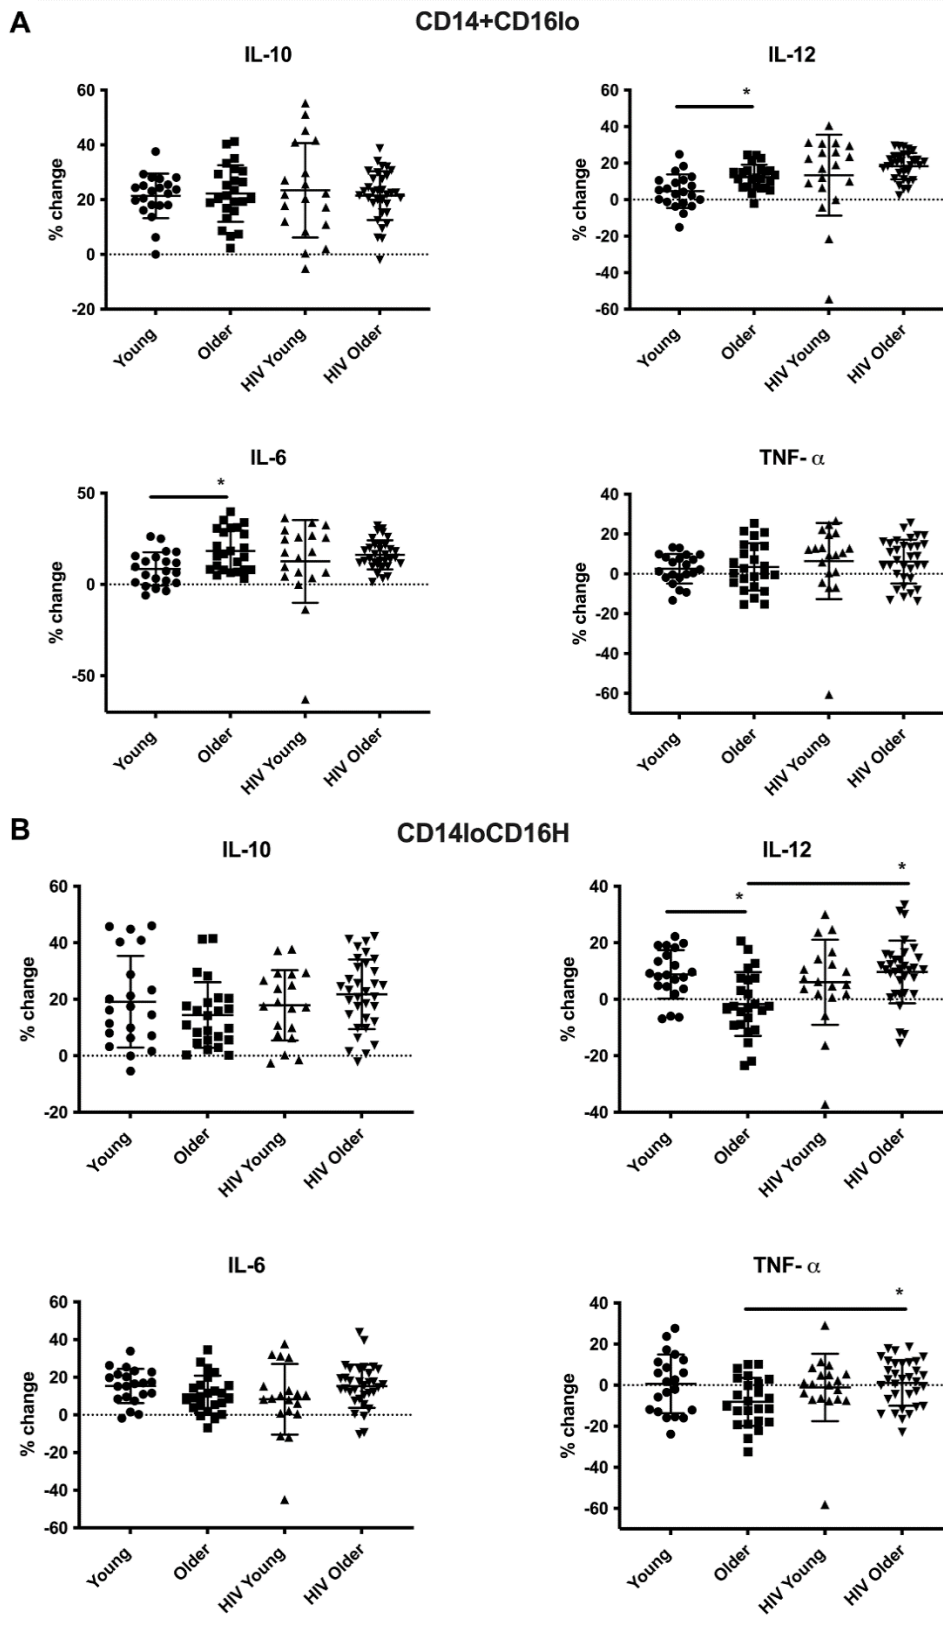 A
CD14+CD16lo
IL-10
% change
60
40
20
0
-20
Young
Older
HIV Young
HIV Older
IL-12
% change
60
40
20
0
-20
-40
-60
*
Young
Older
HIV Young
HIV Older
IL-6
% change
50
0
-50
*
Young
Older
HIV Young
HIV Older
TNF- α
% change
40
20
0
-20
-40
-60
Young
Older
HIV Young
HIV Older
B
CD14loCD16H
IL-10
% change
60
40
20
0
-20
Young
Older
HIV Young
HIV Older
IL-12
% change
40
20
0
-20
-40
*
*
Young
Older
HIV Young
HIV Older
IL-6
% change
60
40
20
0
-20
-40
-60
Young
Older
HIV Young
HIV Older
TNF- α
% change
40
20
0
-20
-40
-60
*
Young
Older
HIV Young
HIV Older